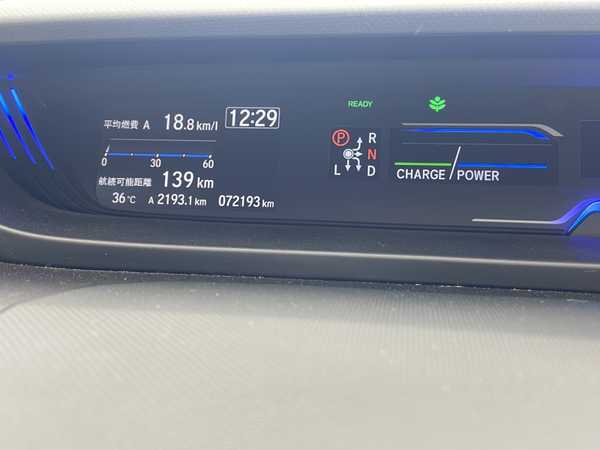 READY
平均燃費 A 18.8 km/l 12:29
0 30 60
航続可能距離 139 km
36℃ A 2193.1 km 072193 km
P R
N
L D
CHARGE POWER